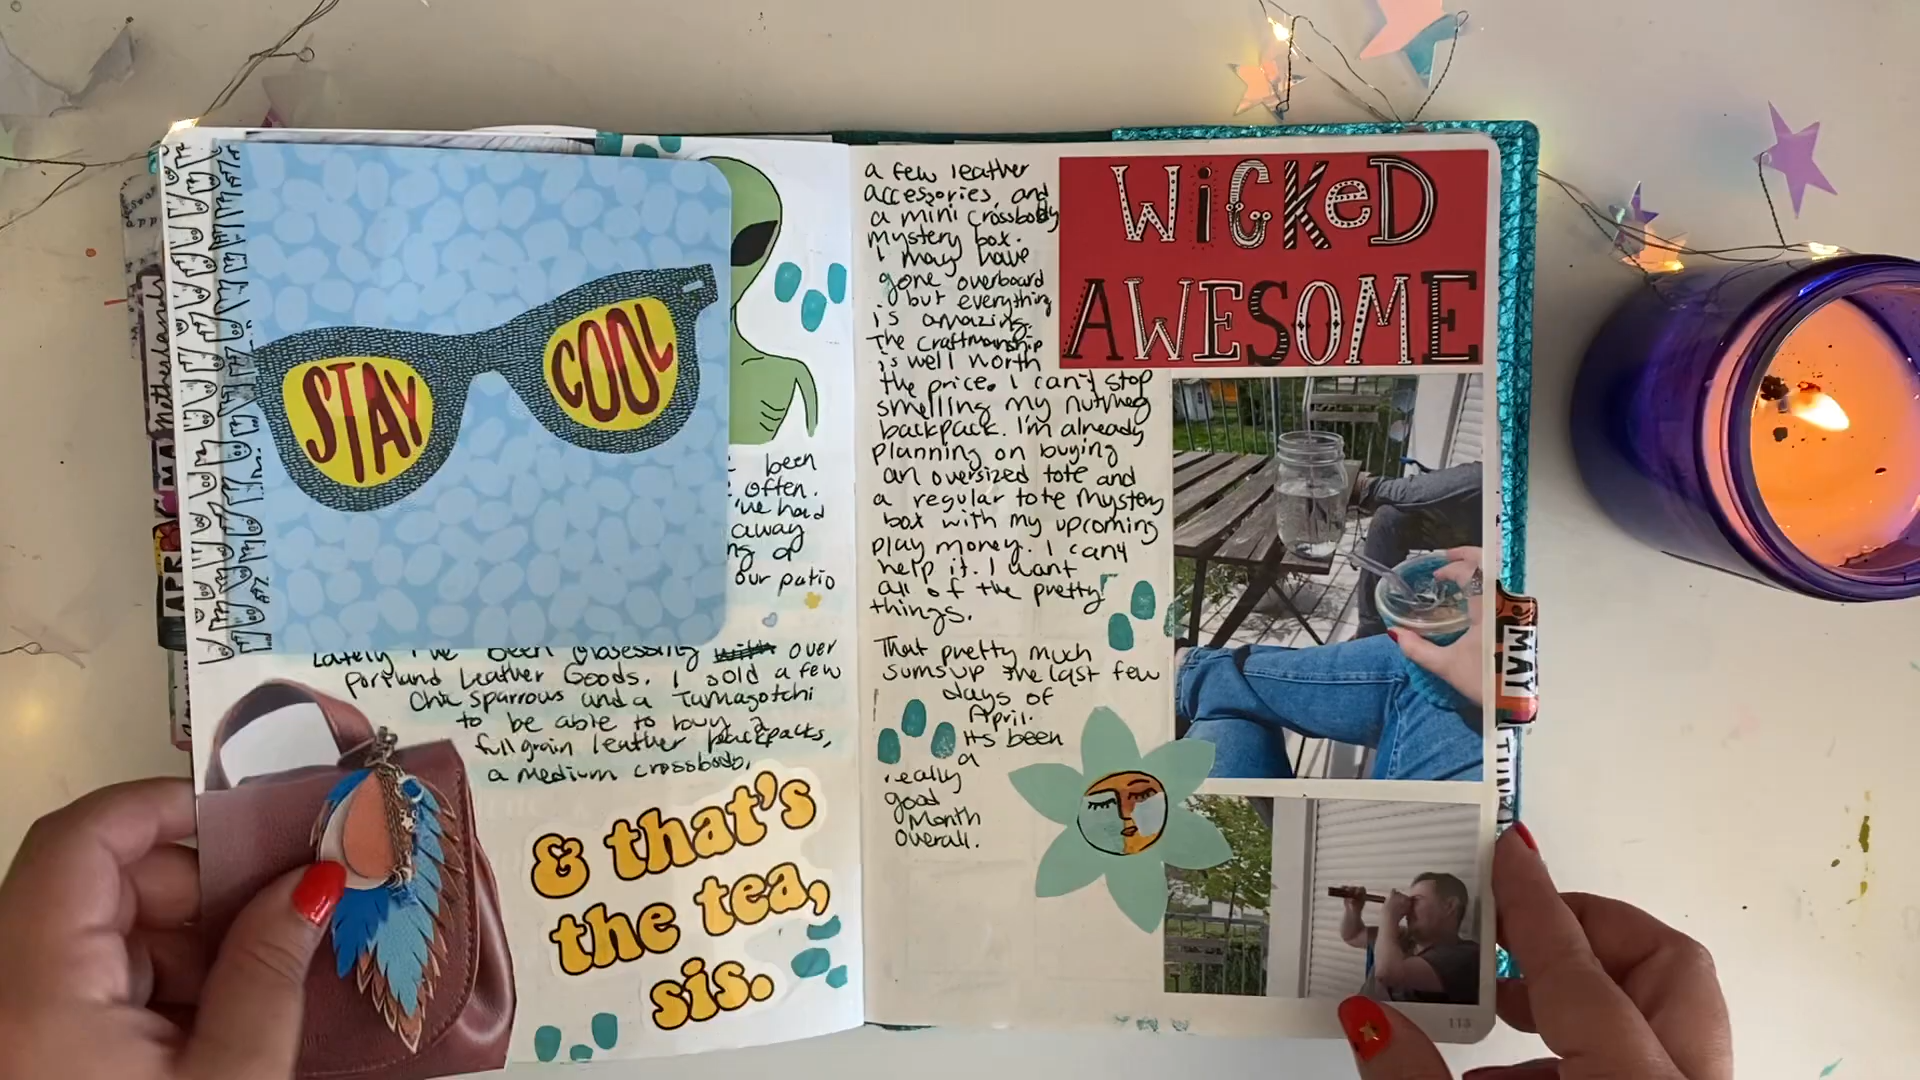 STAY COOL
been
often.
've had
away
ng of
our patio
Lately I've been obsessing over
Portland Leather Goods. I sold a few
Chic Sparrows and a Tamagotchi
to be able to buy 2
full grain leather backpacks,
a medium crossbody,
& that's
the tea,
sis.
a few leather
accessories, and
a mini crossbody
mystery box.
I may have
gone overboard
but everything
is amazing.
The craftmanship
is well worth
the price. I can't stop
smelling my nutmeg
backpack. I'm already
planning on buying
an oversized tote and
a regular tote mystery
box with my upcoming
play money. I can't
help it. I want
all of the pretty
things.
That pretty much
sums up the last few
days of
April.
Its been
a
really
good
month
overall.
WiCKeD
AWESOME
APR
MAY
113